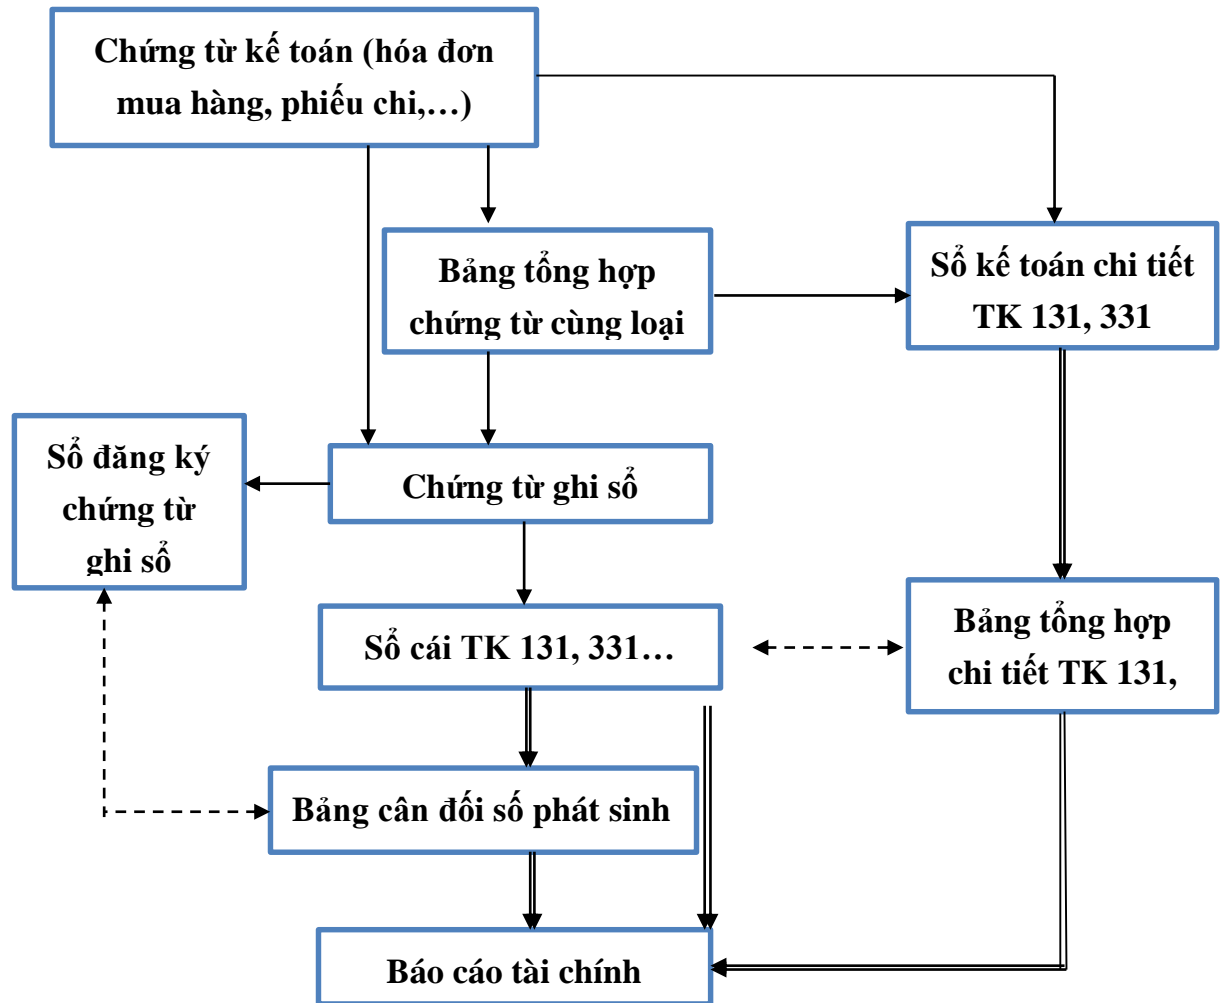 Chứng từ kế toán (hóa đơn
mua hàng, phiếu chi,…)
Bảng tổng hợp
chứng từ cùng loại
Sổ kế toán chi tiết
TK 131, 331
Sổ đăng ký
chứng từ
ghi sổ
Chứng từ ghi sổ
Sổ cái TK 131, 331…
Bảng tổng hợp
chi tiết TK 131,
Bảng cân đối số phát sinh
Báo cáo tài chính